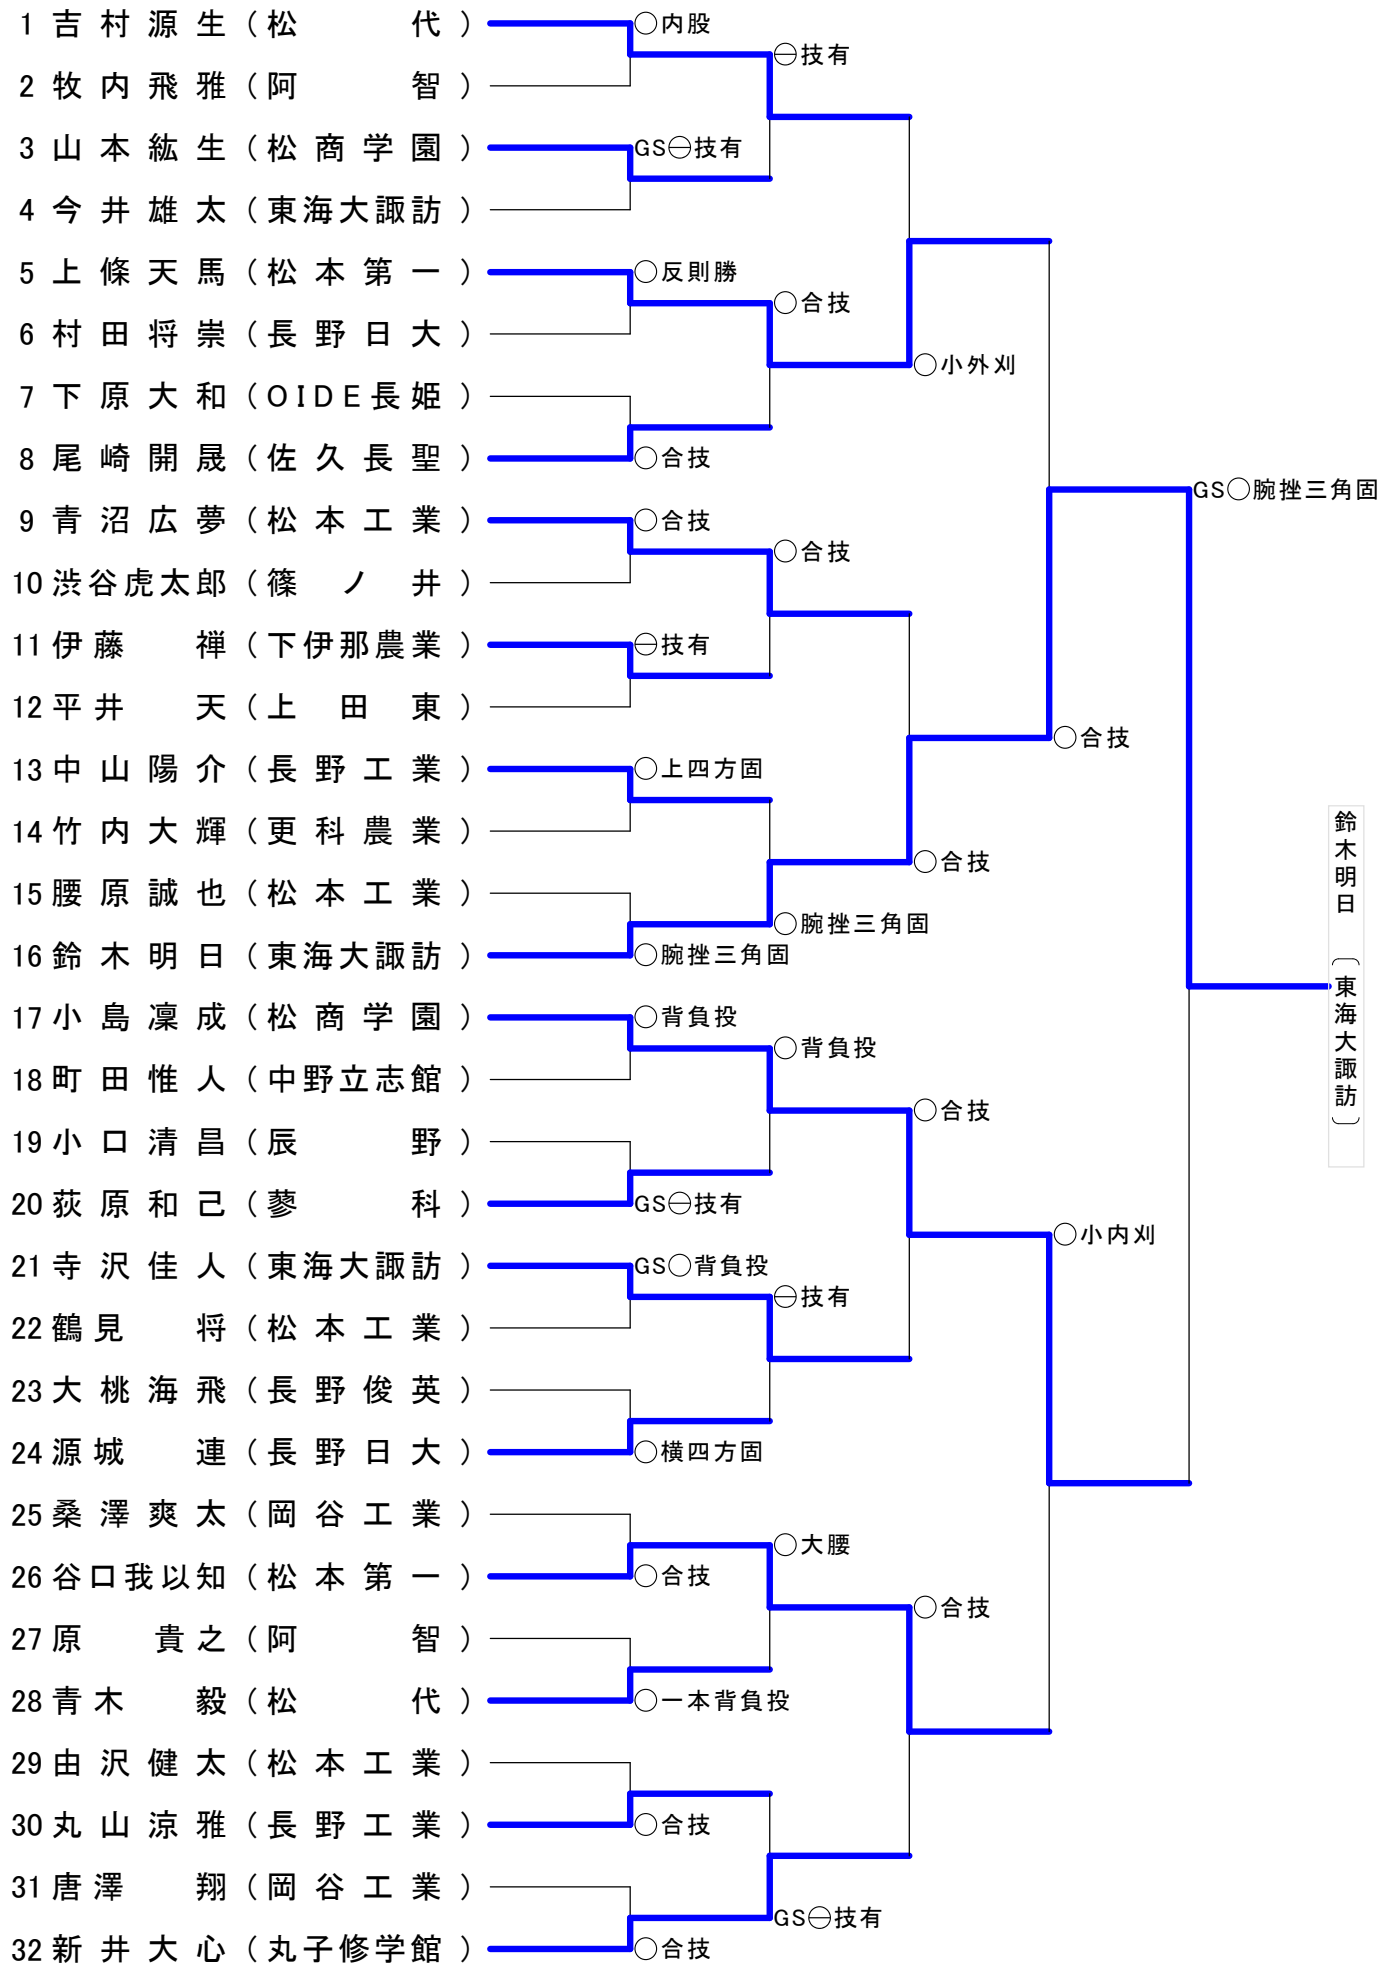 1 吉村源生（松代） ○内股
⊖技有
2 牧内飛雅（阿智）
3 山本紘生（松商学園） GS⊖技有
4 今井雄太（東海大諏訪）
5 上條天馬（松本第一） ○反則勝
○合技
6 村田将崇（長野日大）
○小外刈
7 下原大和（OIDE長姫）
8 尾崎開晟（佐久長聖） ○合技
GS○腕挫三角固
9 青沼広夢（松本工業） ○合技
○合技
10 渋谷虎太郎（篠ノ井）
11 伊藤禅（下伊那農業） ⊖技有
12 平井天（上田東）
○合技
13 中山陽介（長野工業） ○上四方固
14 竹内大輝（更科農業）
○合技
15 腰原誠也（松本工業）
○腕挫三角固
16 鈴木明日（東海大諏訪） ○腕挫三角固
鈴木明日〔東海大諏訪〕
17 小島凜成（松商学園） ○背負投
○背負投
18 町田惟人（中野立志館）
○合技
19 小口清昌（辰野）
20 荻原和己（蓼科） GS⊖技有
○小内刈
21 寺沢佳人（東海大諏訪） GS○背負投
⊖技有
22 鶴見将（松本工業）
23 大桃海飛（長野俊英）
24 源城連（長野日大） ○横四方固
25 桑澤爽太（岡谷工業）
○大腰
26 谷口我以知（松本第一） ○合技
○合技
27 原貴之（阿智）
28 青木毅（松代） ○一本背負投
29 由沢健太（松本工業）
30 丸山涼雅（長野工業） ○合技
31 唐澤翔（岡谷工業）
GS⊖技有
32 新井大心（丸子修学館） ○合技